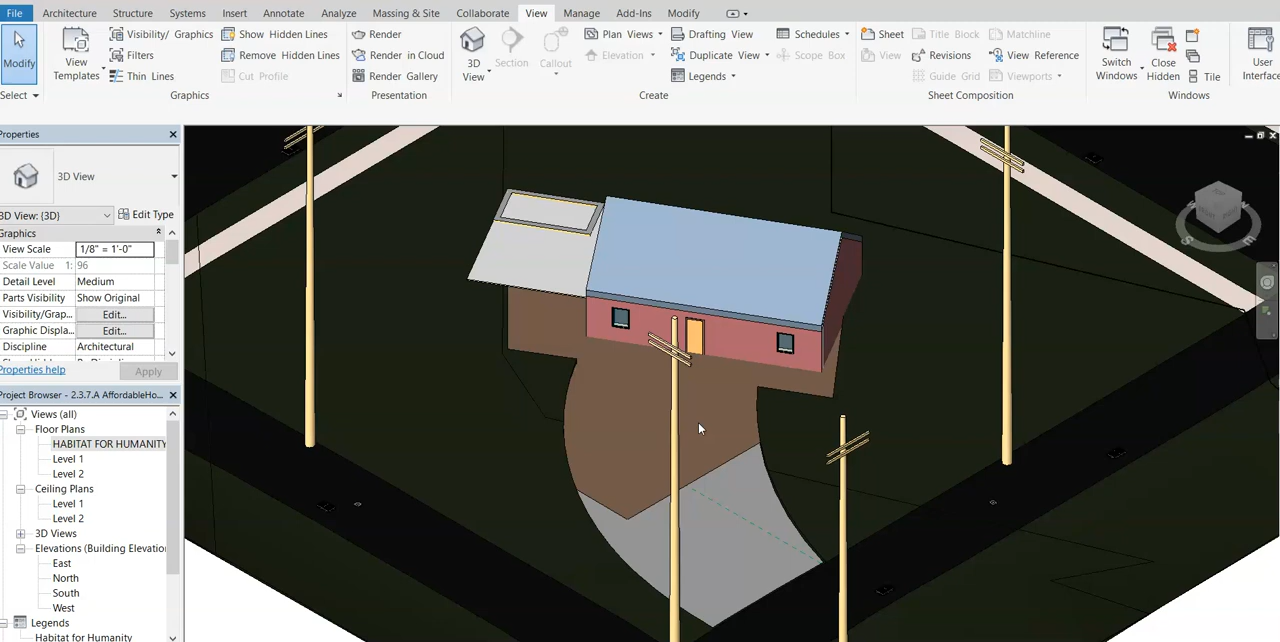 File Architecture Structure Systems Insert Annotate Analyze Massing & Site Collaborate View Manage Add-Ins Modify
Modify
View Templates
Visibility/ Graphics
Filters
Thin Lines
Show Hidden Lines
Remove Hidden Lines
Cut Profile
Render
Render in Cloud
Render Gallery
3D View
Section
Callout
Plan Views
Elevation
Drafting View
Duplicate View
Legends
Schedules
Scope Box
Sheet
View
Title Block
Revisions
Guide Grid
Matchline
View Reference
Viewports
Switch Windows
Close Hidden
Tile
User Interfac
Select Graphics Presentation Create Sheet Composition Windows
Properties
3D View
3D View: {3D} Edit Type
Graphics
View Scale 1/8" = 1'-0"
Scale Value 1: 96
Detail Level Medium
Parts Visibility Show Original
Visibility/Grap... Edit...
Graphic Displa... Edit...
Discipline Architectural
Properties help Apply
Project Browser - 2.3.7.A AffordableHo...
Views (all)
Floor Plans
HABITAT FOR HUMANITY
Level 1
Level 2
Ceiling Plans
Level 1
Level 2
3D Views
Elevations (Building Elevation
East
North
South
West
Legends
Habitat for Humanity